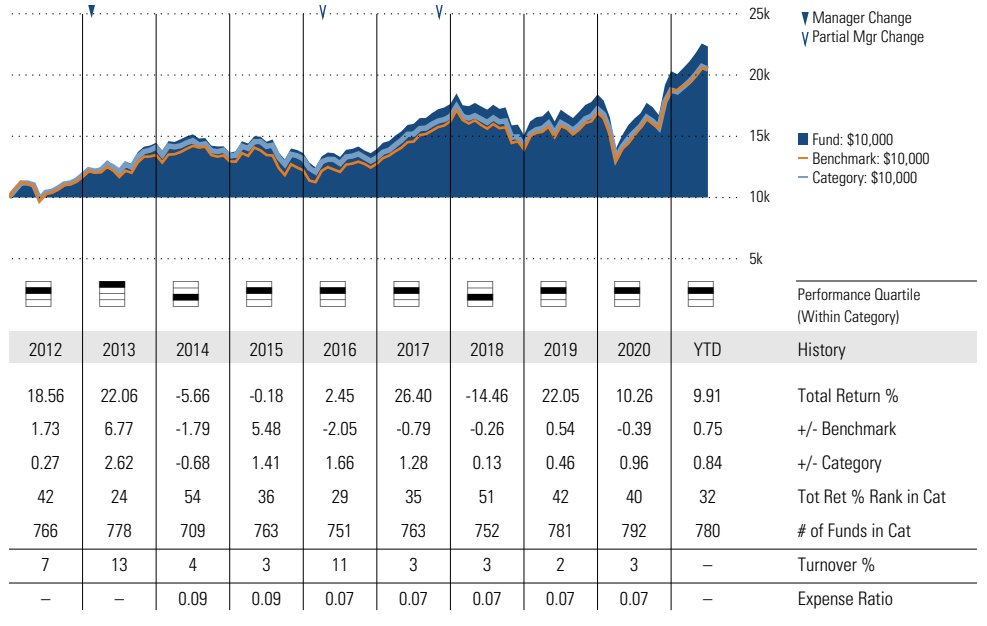 25k
▼ Manager Change
∨ Partial Mgr Change
20k
15k
Fund: $10,000
Benchmark: $10,000
Category: $10,000
10k
5k
Performance Quartile
(Within Category)
2012 2013 2014 2015 2016 2017 2018 2019 2020 YTD History
18.56 22.06 -5.66 -0.18 2.45 26.40 -14.46 22.05 10.26 9.91 Total Return %
1.73 6.77 -1.79 5.48 -2.05 -0.79 -0.26 0.54 -0.39 0.75 +/- Benchmark
0.27 2.62 -0.68 1.41 1.66 1.28 0.13 0.46 0.96 0.84 +/- Category
42 24 54 36 29 35 51 42 40 32 Tot Ret % Rank in Cat
766 778 709 763 751 763 752 781 792 780 # of Funds in Cat
7 13 4 3 11 3 3 2 3 – Turnover %
– – 0.09 0.09 0.07 0.07 0.07 0.07 0.07 – Expense Ratio